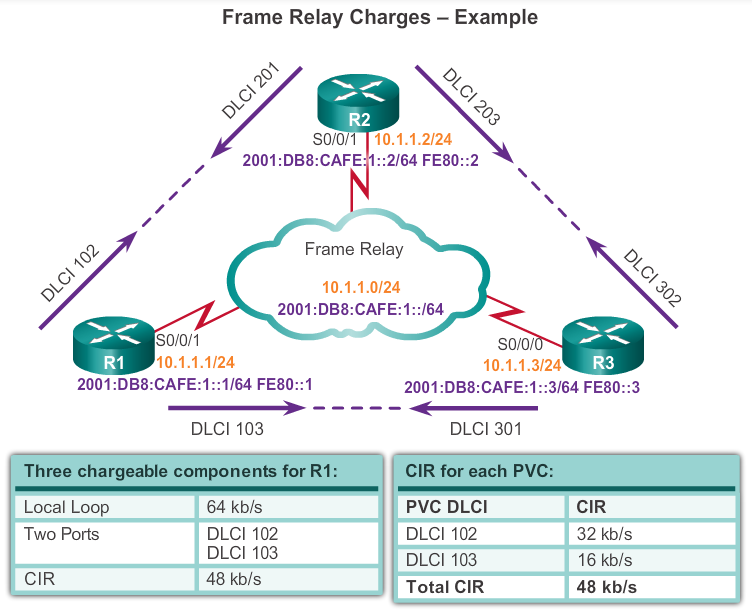 Frame Relay Charges – Example
DLCI 201
DLCI 203
R2
S0/0/1 10.1.1.2/24
2001:DB8:CAFE:1::2/64 FE80::2
DLCI 102
DLCI 302
Frame Relay
10.1.1.0/24
2001:DB8:CAFE:1::/64
R1
S0/0/1
10.1.1.1/24
2001:DB8:CAFE:1::1/64 FE80::1
S0/0/0
R3
10.1.1.3/24
2001:DB8:CAFE:1::3/64 FE80::3
DLCI 103
DLCI 301
Three chargeable components for R1:
Local Loop 64 kb/s
Two Ports DLCI 102
DLCI 103
CIR 48 kb/s
CIR for each PVC:
PVC DLCI CIR
DLCI 102 32 kb/s
DLCI 103 16 kb/s
Total CIR 48 kb/s